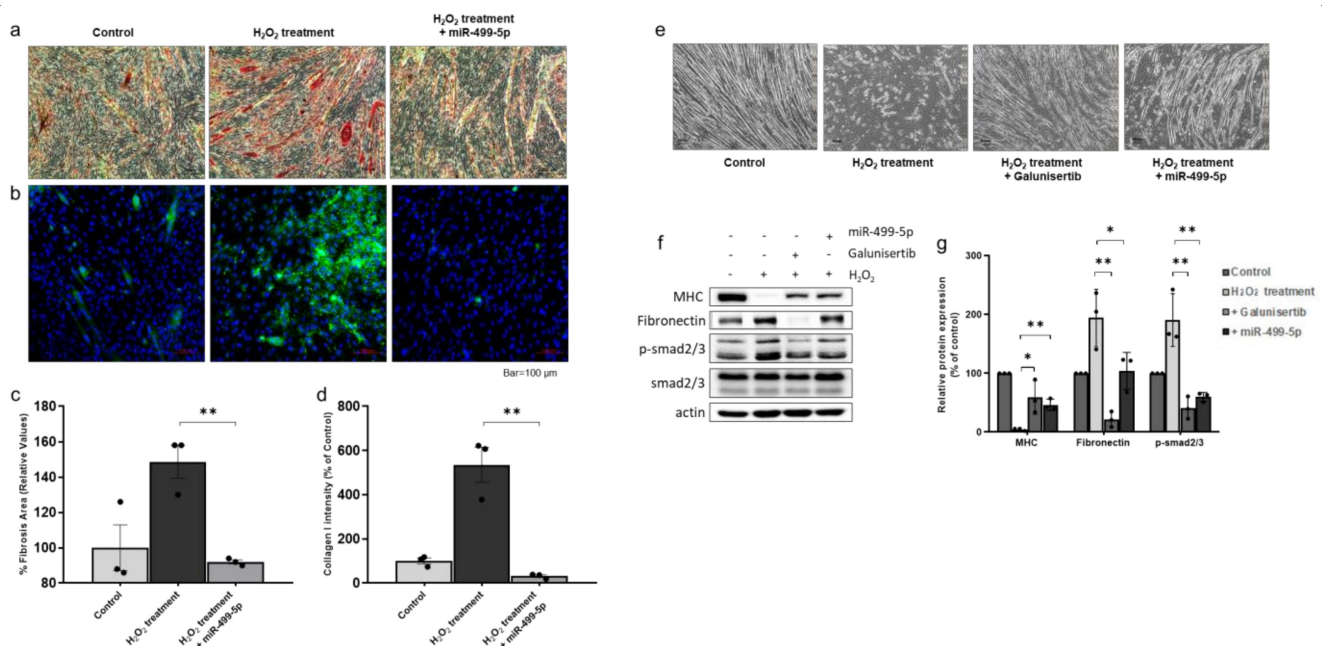 a
Control
H₂O₂ treatment
H₂O₂ treatment
+ miR-499-5p
b
Bar=100 μm
c
% Fibrosis Area (Relative Values)
180
160
140
120
100
80
**
Control
H₂O₂ treatment
H₂O₂ treatment
+ miR-499-5p
d
Collagen I intensity (% of Control)
800
600
400
200
0
**
Control
H₂O₂ treatment
H₂O₂ treatment
+ miR-499-5p
e
Control
H₂O₂ treatment
H₂O₂ treatment
+ Galunisertib
H₂O₂ treatment
+ miR-499-5p
f
- - - + miR-499-5p
- - + - Galunisertib
- + + + H₂O₂
MHC
Fibronectin
p-smad2/3
smad2/3
actin
g
Relative protein expression
(% of control)
300
200
100
0
**
*
*
**
**
**
MHC
Fibronectin
p-smad2/3
Control
H₂O₂ treatment
+ Galunisertib
+ miR-499-5p